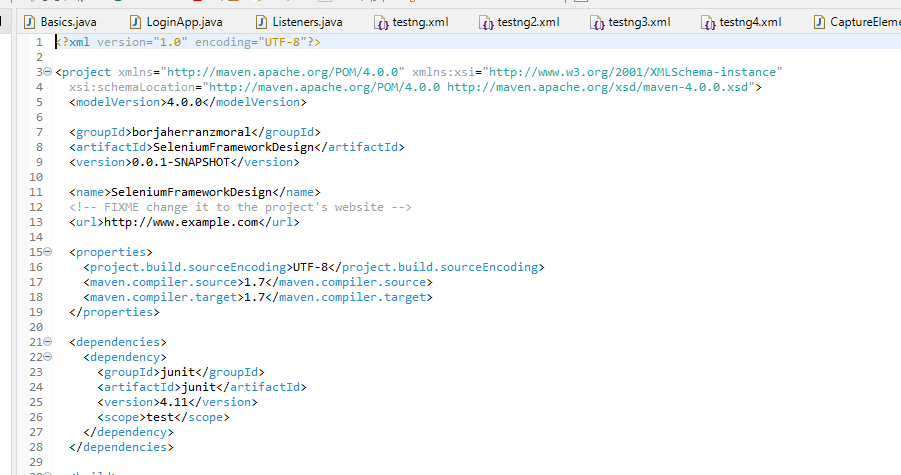 Basics.java LoginApp.java Listeners.java testng.xml testng2.xml testng3.xml testng4.xml CaptureEleme
1 <?xml version="1.0" encoding="UTF-8"?>
2
3 <project xmlns="http://maven.apache.org/POM/4.0.0" xmlns:xsi="http://www.w3.org/2001/XMLSchema-instance"
4 xsi:schemaLocation="http://maven.apache.org/POM/4.0.0 http://maven.apache.org/xsd/maven-4.0.0.xsd">
5 <modelVersion>4.0.0</modelVersion>
6
7 <groupId>borjaherranzmoral</groupId>
8 <artifactId>SeleniumFrameworkDesign</artifactId>
9 <version>0.0.1-SNAPSHOT</version>
10
11 <name>SeleniumFrameworkDesign</name>
12 <!-- FIXME change it to the project's website -->
13 <url>http://www.example.com</url>
14
15 <properties>
16 <project.build.sourceEncoding>UTF-8</project.build.sourceEncoding>
17 <maven.compiler.source>1.7</maven.compiler.source>
18 <maven.compiler.target>1.7</maven.compiler.target>
19 </properties>
20
21 <dependencies>
22 <dependency>
23 <groupId>junit</groupId>
24 <artifactId>junit</artifactId>
25 <version>4.11</version>
26 <scope>test</scope>
27 </dependency>
28 </dependencies>
29